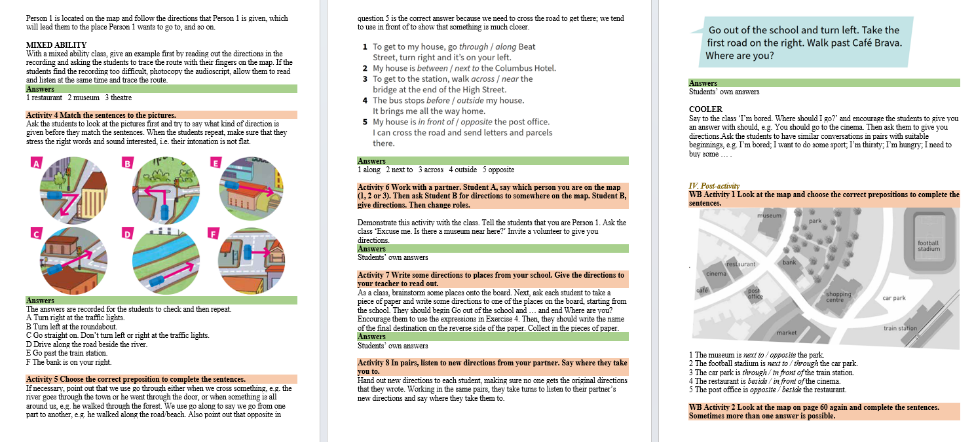 Person 1 is located on the map and follow the directions that Person 1 is given, which
will lead them to the place Person 1 wants to go to, and so on.
MIXED ABILITY
With a mixed ability class, give an example first by reading out the directions in the
recording and asking the students to trace the route with their fingers on the map. If the
students find the recording too difficult, photocopy the audioscript, allow them to read
and listen at the same time and trace the route.
Answers
1 restaurant 2 museum 3 theatre
Activity 4 Match the sentences to the pictures.
Ask the students to look at the pictures first and try to say what kind of direction is
given before they match the sentences. When the students repeat, make sure that they
stress the right words and sound interested, i.e. their intonation is not flat.
A
B
E
C
D
F
Answers
The answers are recorded for the students to check and then repeat.
A Turn right at the traffic lights.
B Turn left at the roundabout.
C Go straight on. Don't turn left or right at the traffic lights.
D Drive along the road beside the river.
E Go past the train station.
F The bank is on your right.
Activity 5 Choose the correct preposition to complete the sentences.
If necessary, point out that we use go through either when we cross something, e.g. the
river goes through the town or he went through the door, or when something is all
around us, e.g. he walked through the forest. We use go along to say we go from one
part to another, e.g. he walked along the road/beach. Also point out that opposite in
question 5 is the correct answer because we need to cross the road to get there; we tend
to use in front of to show that something is much closer.
1 To get to my house, go through / along Beat
Street, turn right and it's on your left.
2 My house is between / next to the Columbus Hotel.
3 To get to the station, walk across / near the
bridge at the end of the High Street.
4 The bus stops before / outside my house.
It brings me all the way home.
5 My house is in front of / opposite the post office.
I can cross the road and send letters and parcels
there.
Answers
1 along 2 next to 3 across 4 outside 5 opposite
Activity 6 Work with a partner. Student A, say which person you are on the map
(1, 2 or 3). Then ask Student B for directions to somewhere on the map. Student B,
give directions. Then change roles.
Demonstrate this activity with the class. Tell the students that you are Person 1. Ask the
class 'Excuse me. Is there a museum near here?' Invite a volunteer to give you
directions.
Answers
Students' own answers
Activity 7 Write some directions to places from your school. Give the directions to
your teacher to read out.
As a class, brainstorm some places onto the board. Next, ask each student to take a
piece of paper and write some directions to one of the places on the board, starting from
the school. They should begin Go out of the school and … and end Where are you?
Encourage them to use the expressions in Exercise 4. Then, they should write the name
of the final destination on the reverse side of the paper. Collect in the pieces of paper.
Answers
Students' own answers
Activity 8 In pairs, listen to new directions from your partner. Say where they take
you to.
Hand out new directions to each student, making sure no one gets the original directions
that they wrote. Working in the same pairs, they take turns to listen to their partner's
new directions and say where they take them to.
Go out of the school and turn left. Take the
first road on the right. Walk past Café Brava.
Where are you?
Answers
Students' own answers
COOLER
Say to the class 'I'm bored. Where should I go?' and encourage the students to give you
an answer with should, e.g. You should go to the cinema. Then ask them to give you
directions.Ask the students to have similar conversations in pairs with suitable
beginnings, e.g. I'm bored; I want to do some sport; I'm thirsty; I'm hungry; I need to
buy some … .
IV. Post-activity
WB Activity 1 Look at the map and choose the correct prepositions to complete the
sentences.
museum
park
football
stadium
restaurant
bank
cinema
café
post
office
shopping
centre
car park
train station
market
1 The museum is next to / opposite the park.
2 The football stadium is next to / through the car park.
3 The car park is through / in front of the train station.
4 The restaurant is beside / in front of the cinema.
5 The post office is opposite / beside the restaurant.
WB Activity 2 Look at the map on page 60 again and complete the sentences.
Sometimes more than one answer is possible.